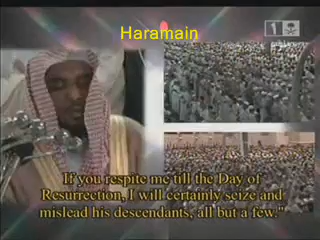 Haramain
1
If you respite me till the Day of
Resurrection, I will certainly seize and
mislead his descendants, all but a few."